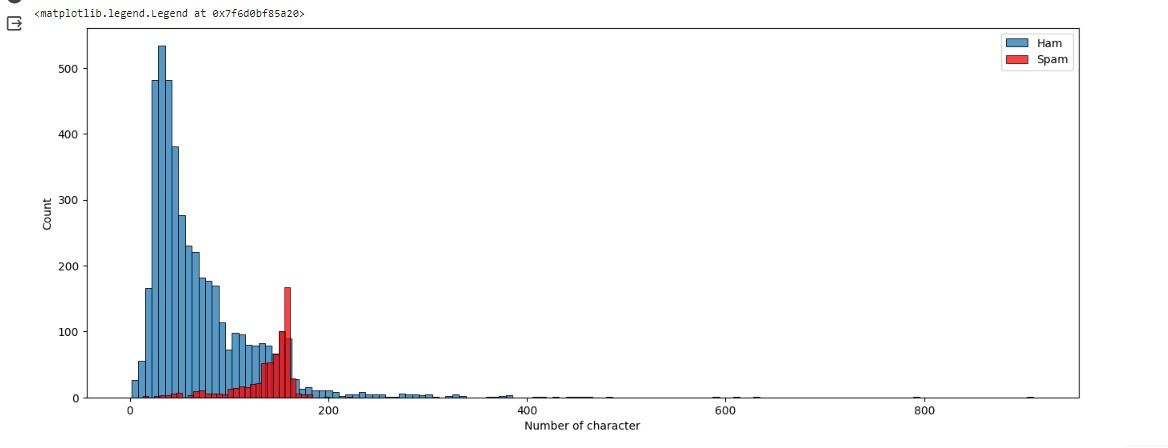 <matplotlib.legend.Legend at 0x7f6d0bf85a20>
Ham
Spam
500
400
300
200
100
0
Count
0 200 400 600 800
Number of character